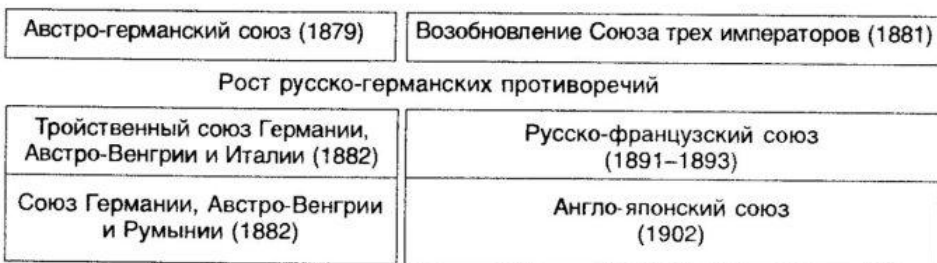 Австро-германский союз (1879)
Возобновление Союза трех императоров (1881)
Рост русско-германских противоречий
Тройственный союз Германии,
Австро-Венгрии и Италии (1882)
Русско-французский союз
(1891–1893)
Союз Германии, Австро-Венгрии
и Румынии (1882)
Англо-японский союз
(1902)